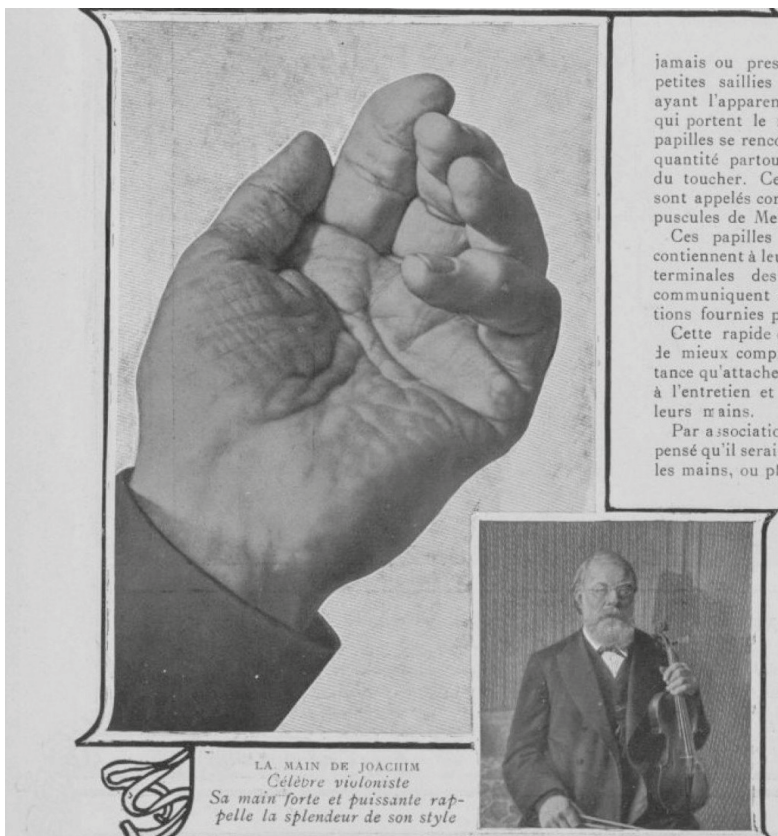 jamais ou pres
petites saillies
ayant l'apparen
qui portent le
papilles se renco
quantité partou
du toucher. Ce
sont appelés cor
puscules de Me
Ces papilles
contiennent à leu
terminales des
communiquent
tions fournies p
Cette rapide
de mieux comp
tance qu'attache
à l'entretien et
leurs mains.
Par associatio
pensé qu'il serai
les mains, ou pl
LA MAIN DE JOACHIM
Célèbre violoniste
Sa main forte et puissante rap-
pelle la splendeur de son style